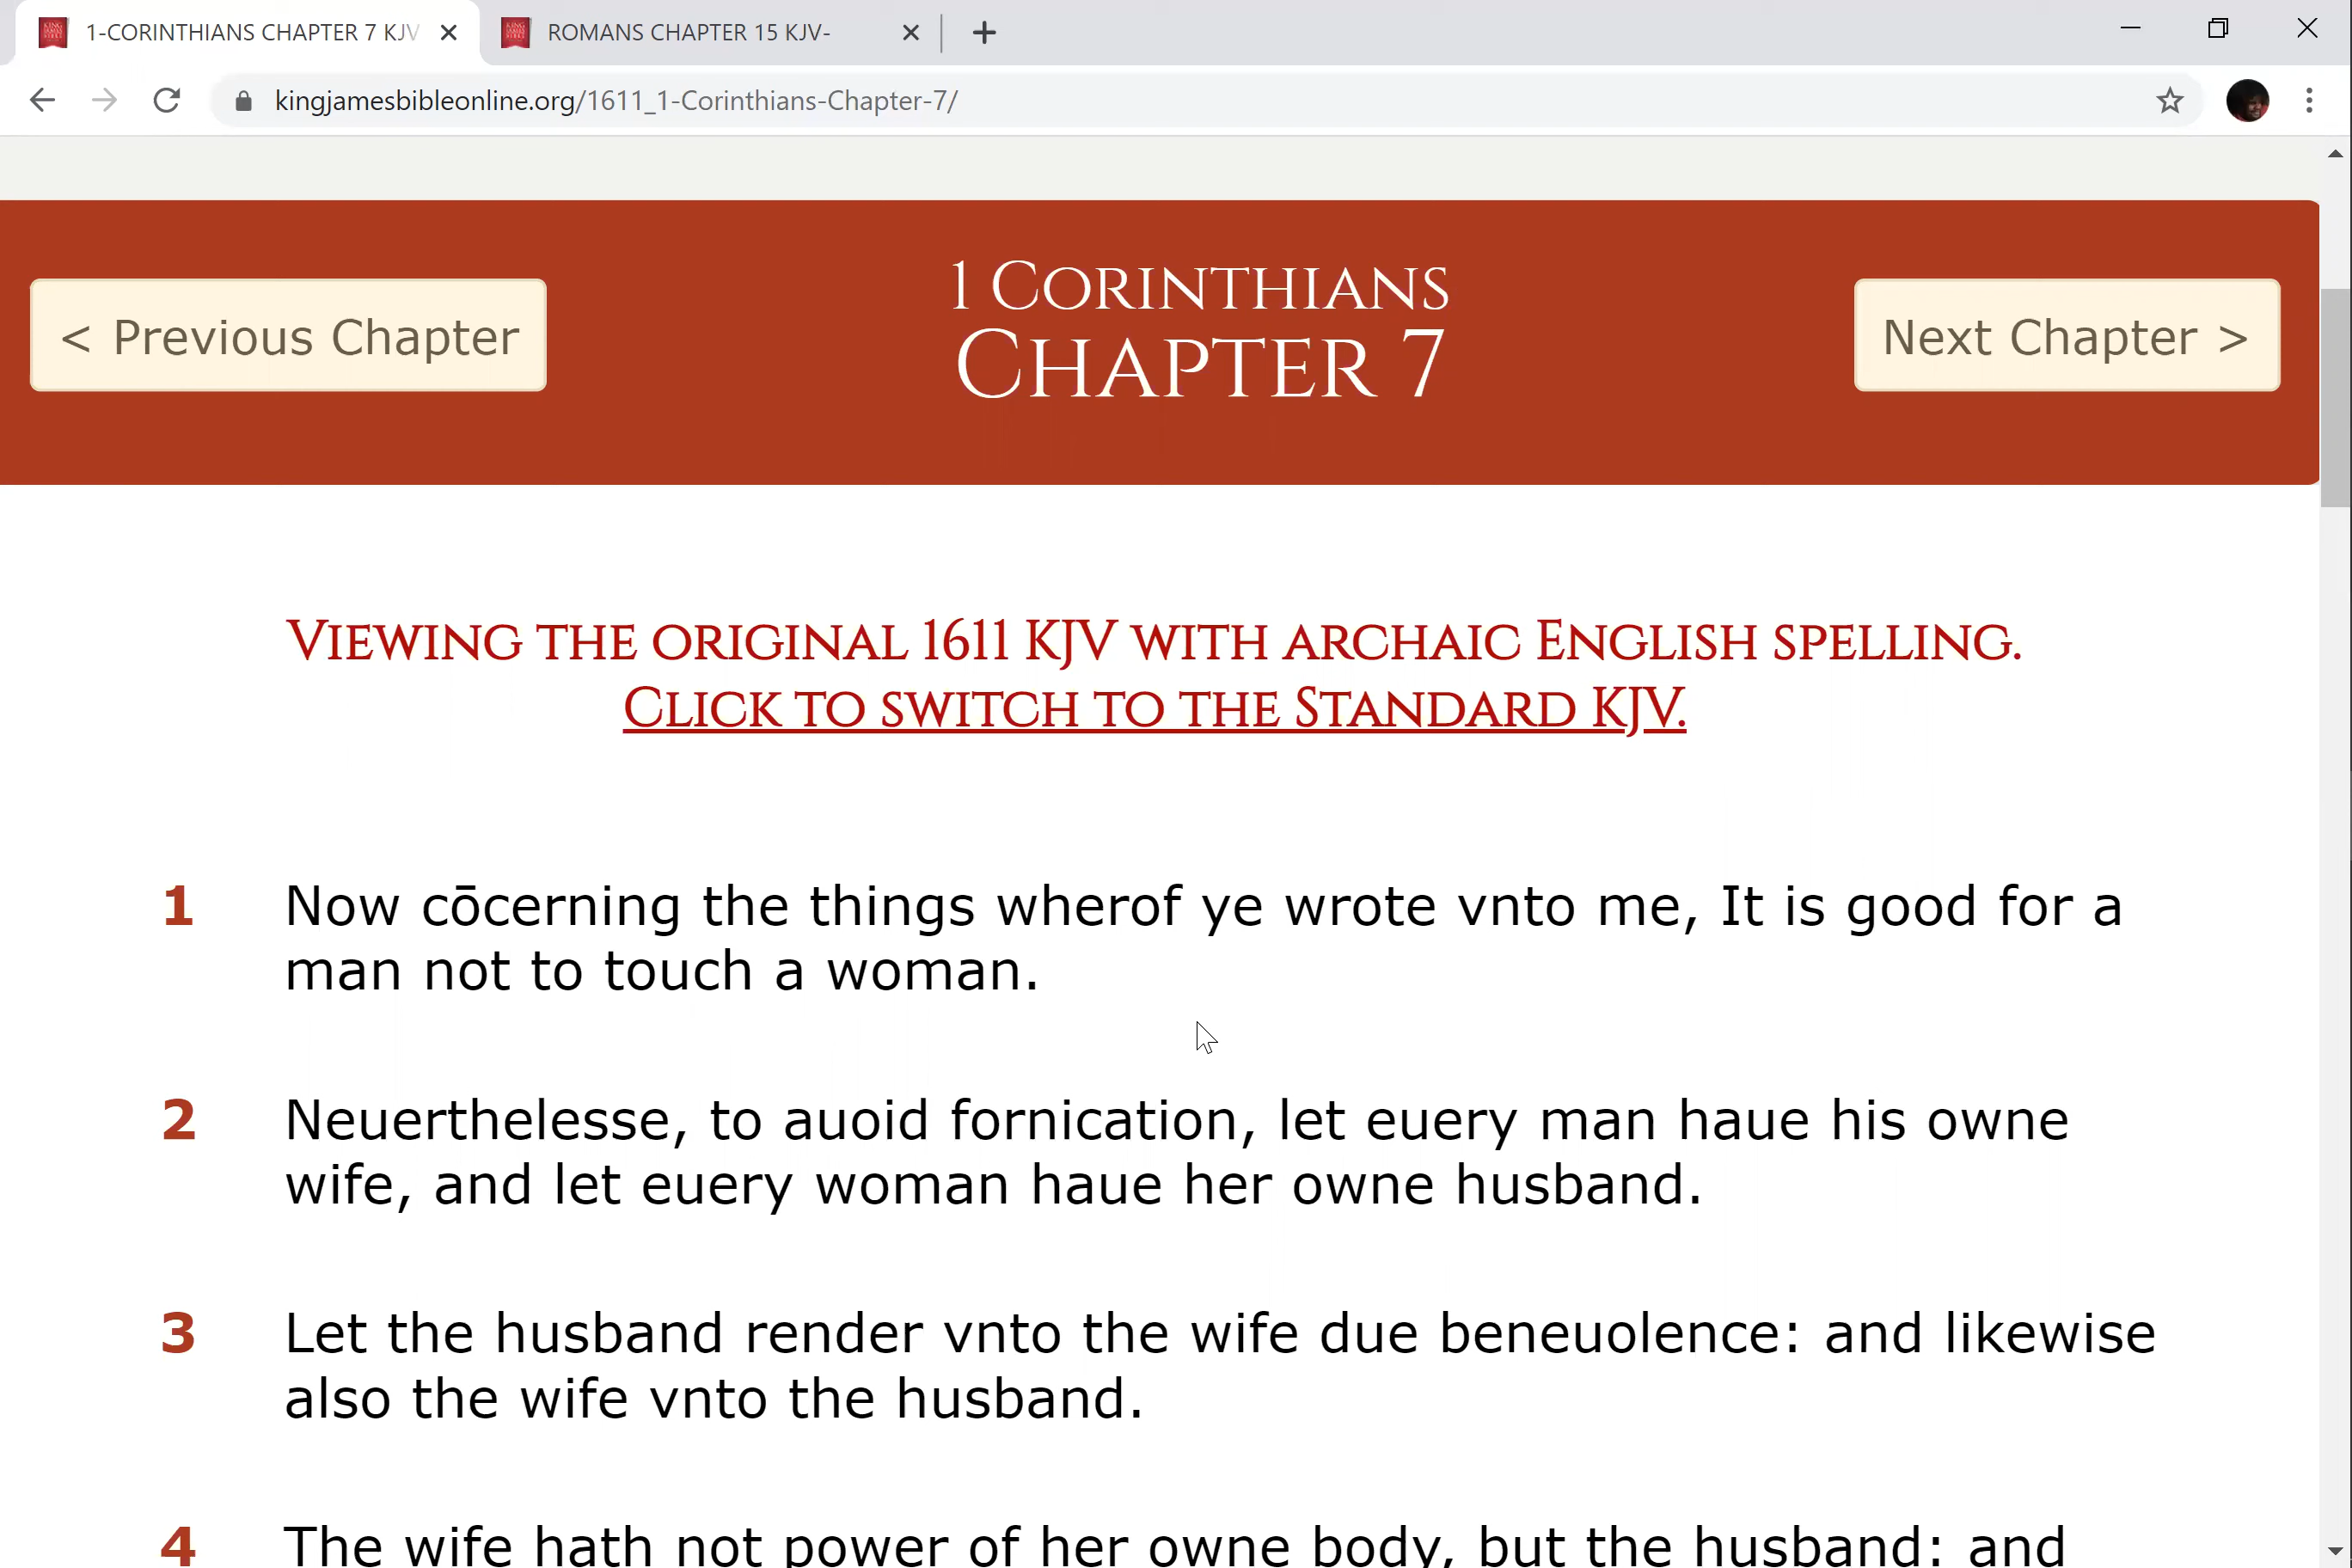 1-CORINTHIANS CHAPTER 7 KJV
ROMANS CHAPTER 15 KJV-
kingjamesbibleonline.org/1611_1-Corinthians-Chapter-7/
< Previous Chapter
1 CORINTHIANS
CHAPTER 7
Next Chapter >
VIEWING THE ORIGINAL 1611 KJV WITH ARCHAIC ENGLISH SPELLING.
CLICK TO SWITCH TO THE STANDARD KJV.
1 Now cōcerning the things wherof ye wrote vnto me, It is good for a
man not to touch a woman.
2 Neuerthelesse, to auoid fornication, let euery man haue his owne
wife, and let euery woman haue her owne husband.
3 Let the husband render vnto the wife due beneuolence: and likewise
also the wife vnto the husband.
4 The wife hath not power of her owne body, but the husband: and